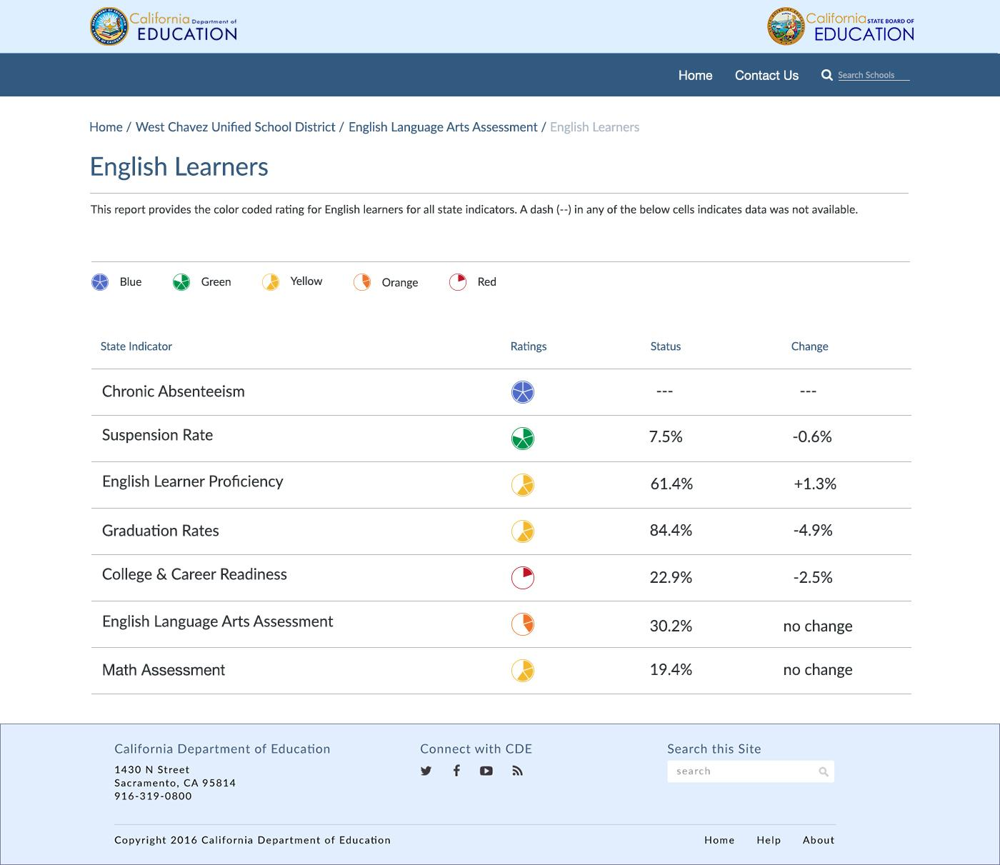 California Department of
EDUCATION
California STATE BOARD OF
EDUCATION
Home Contact Us Search Schools
Home / West Chavez Unified School District / English Language Arts Assessment / English Learners
English Learners
This report provides the color coded rating for English learners for all state indicators. A dash (--) in any of the below cells indicates data was not available.
Blue Green Yellow Orange Red
State Indicator Ratings Status Change
Chronic Absenteeism --- ---
Suspension Rate 7.5% -0.6%
English Learner Proficiency 61.4% +1.3%
Graduation Rates 84.4% -4.9%
College & Career Readiness 22.9% -2.5%
English Language Arts Assessment 30.2% no change
Math Assessment 19.4% no change
California Department of Education Connect with CDE Search this Site
1430 N Street search
Sacramento, CA 95814
916-319-0800
Copyright 2016 California Department of Education Home Help About